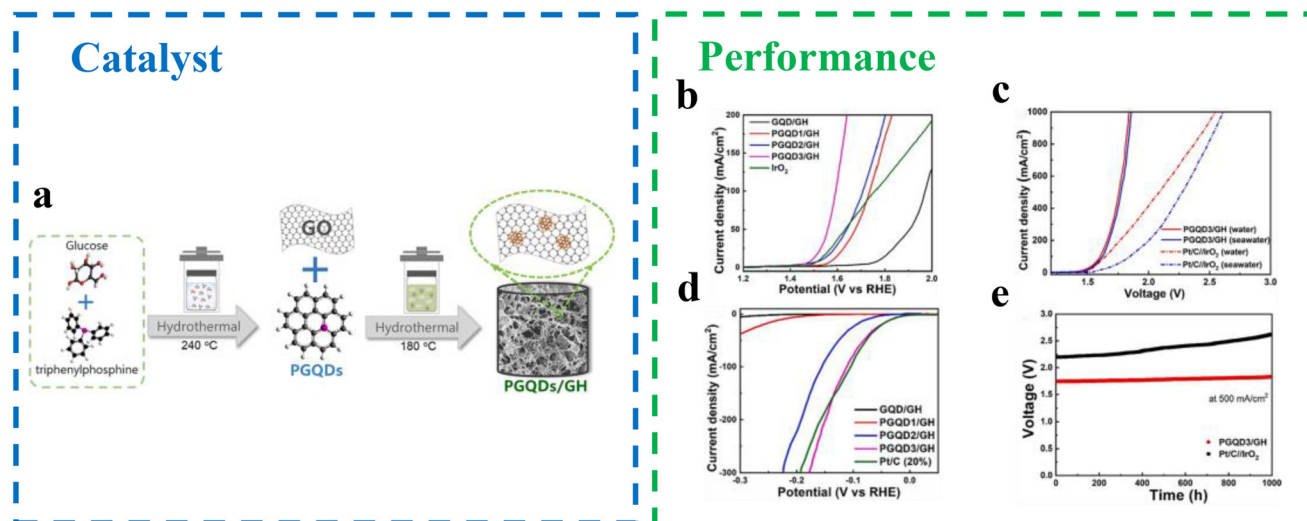 Catalyst
a
Glucose
+
triphenylphosphine
Hydrothermal
240 °C
GO
+
PGQDs
Hydrothermal
180 °C
PGQDs/GH
Performance
b
Current density (mA/cm²)
200
150
100
50
0
1.2 1.4 1.6 1.8 2.0
Potential (V vs RHE)
GQD/GH
PGQD1/GH
PGQD2/GH
PGQD3/GH
IrO₂
c
Current density (mA/cm²)
1000
800
600
400
200
0
1.5 2.0 2.5 3.0
Voltage (V)
PGQD3/GH (water)
PGQD3/GH (seawater)
Pt/C//IrO₂ (water)
Pt/C//IrO₂ (seawater)
d
Current density (mA/cm²)
0
-100
-200
-300
-0.3 -0.2 -0.1 0.0
Potential (V vs RHE)
GQD/GH
PGQD1/GH
PGQD2/GH
PGQD3/GH
Pt/C (20%)
e
Voltage (V)
3.0
2.5
2.0
1.5
1.0
0.5
0.0
0 200 400 600 800 1000
Time (h)
at 500 mA/cm²
PGQD3/GH
Pt/C//IrO₂